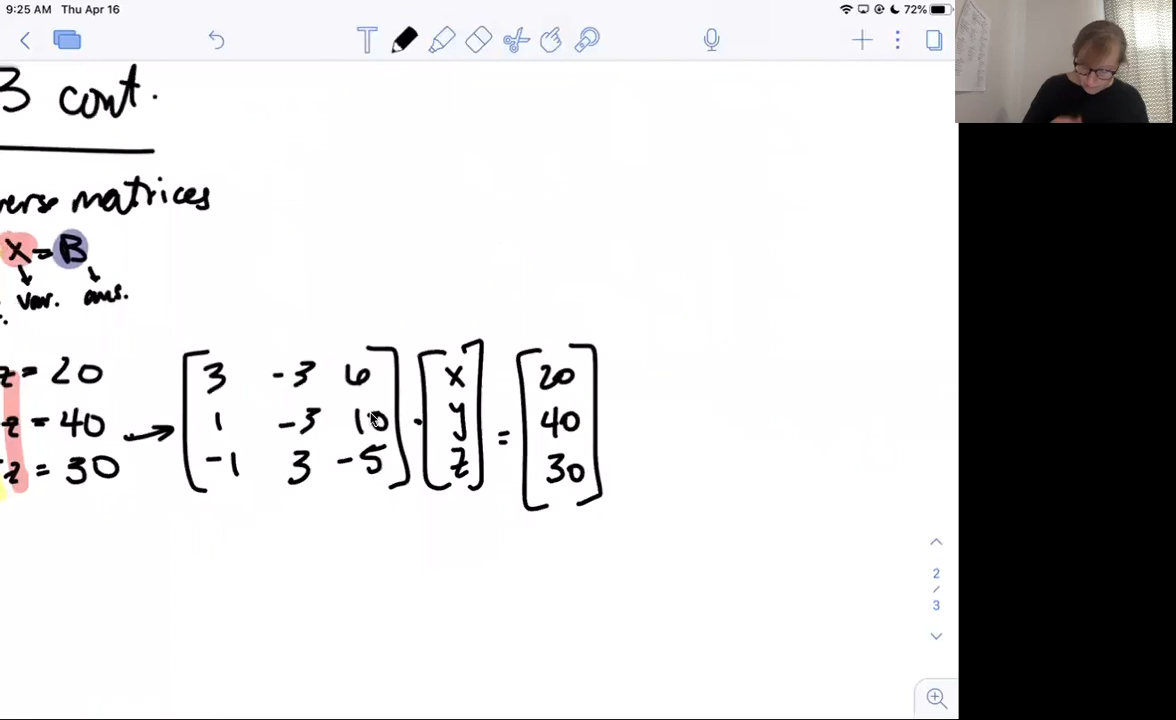 9:25 AM Thu Apr 16
72%
T
3 cont.
verse matrices
X = B
var. ans.
z = 20
z = 40
z = 30
3 -3 6
1 -3 10
-1 3 -5
·
x
y
z
=
20
40
30
2
/
3